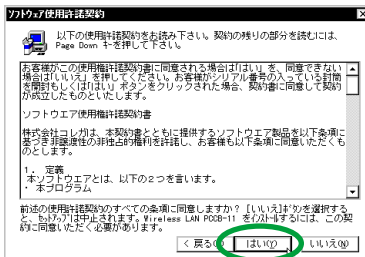 ソフトウェア使用許諾契約
以下の使用許諾契約をお読み下さい。契約の残りの部分を読むには、
Page Down キーを押して下さい。
お客様がこの使用権許諾契約書に同意される場合は「はい」を、同意できない
場合は「いいえ」を押してください。お客様がシリアル番号の入っている封筒
を開封もしくは「はい」ボタンをクリックされた場合、契約書に同意して契約
が成立したものといたします。
ソフトウエア使用権許諾契約書
株式会社コレガは、本契約書とともに提供するソフトウエア製品を以下条項に
基づき非譲渡性の非独占的権利を許諾し、お客様も以下条項に同意いただくも
のとします。
1. 定義
本ソフトウエアとは、以下の2つを言います。
・ 本プログラム
前述の使用許諾契約のすべての条項に同意しますか？ [いいえ]ボタンを選択する
と、セットアップは中止されます。Wireless LAN PCCB-11 をインストールするには、この契
約に同意いただく必要があります。
< 戻る(B)
はい(Y)
いいえ(N)